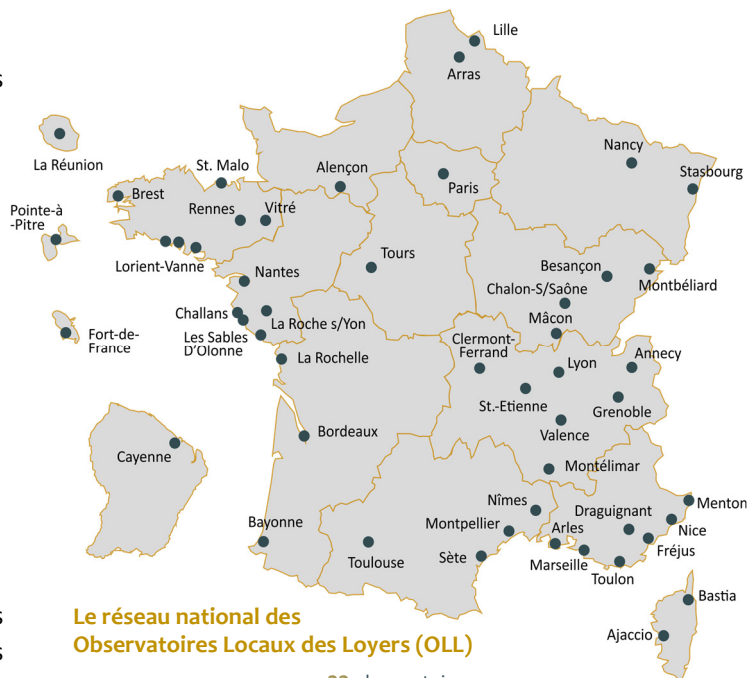 Lille
Arras
La Réunion
St. Malo
Alençon
Paris
Nancy
Stasbourg
Brest
Rennes
Vitré
Pointe-à
-Pitre
Lorient-Vanne
Nantes
Tours
Besançon
Montbéliard
Chalon-S/Saône
Mâcon
Challans
La Roche s/Yon
Les Sables
D'Olonne
Fort-de-
France
La Rochelle
Clermont-
Ferrand
Lyon
Annecy
St.-Etienne
Grenoble
Valence
Bordeaux
Cayenne
Montélimar
Nîmes
Draguignant
Menton
Bayonne
Montpellier
Arles
Nice
Fréjus
Toulouse
Sète
Marseille
Toulon
Bastia
Ajaccio
Le réseau national des
Observatoires Locaux des Loyers (OLL)